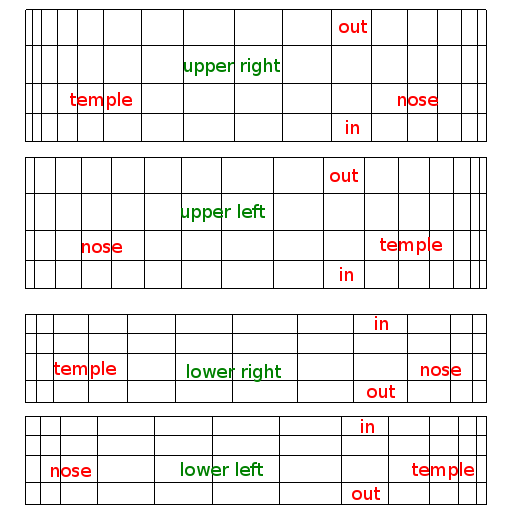 out
upper right
temple
nose
in
out
upper left
nose
temple
in
in
temple
lower right
nose
out
in
nose
lower left
temple
out